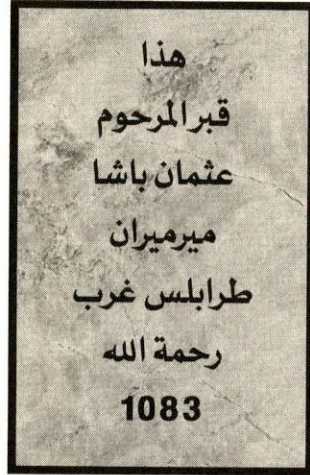 هذا
قبر المرحوم
عثمان باشا
ميرميران
طرابلس غرب
رحمة الله
1083